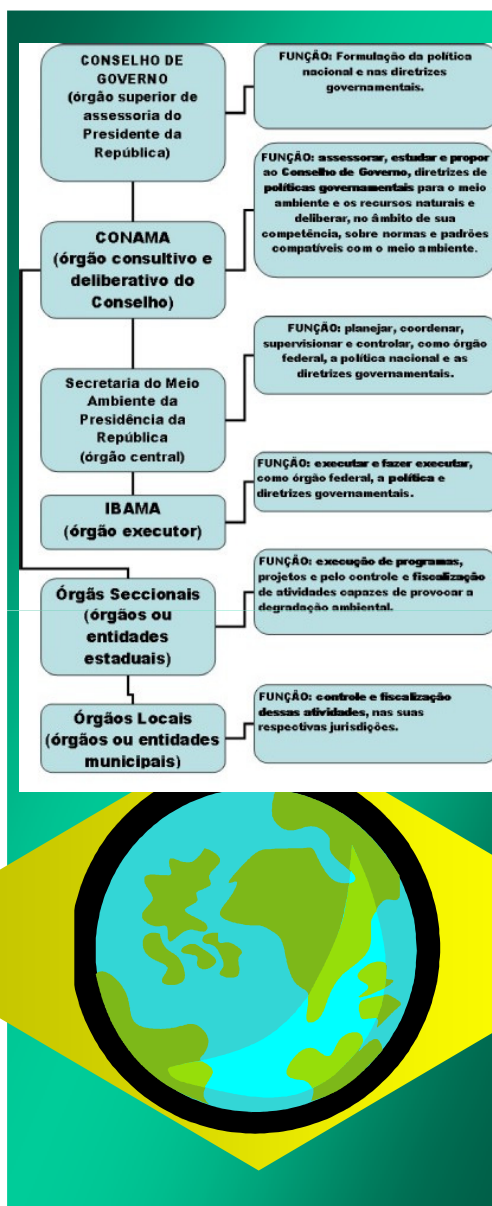 CONSELHO DE
GOVERNO
(órgão superior de
assessoria do
Presidente da
República)
FUNÇÃO: Formulação da política
nacional e nas diretrizes
governamentais.
CONAMA
(órgão consultivo e
deliberativo do
Conselho)
FUNÇÃO: assessorar, estudar e propor
ao Conselho de Governo, diretrizes de
políticas governamentais para o meio
ambiente e os recursos naturais e
deliberar, no âmbito de sua
competência, sobre normas e padrões
compatíveis com o meio ambiente.
Secretaria do Meio
Ambiente da
Presidência da
República
(órgão central)
FUNÇÃO: planejar, coordenar,
supervisionar e controlar, como órgão
federal, a política nacional e as
diretrizes governamentais.
IBAMA
(órgão executor)
FUNÇÃO: executar e fazer executar,
como órgão federal, a política e
diretrizes governamentais.
Órgãs Seccionais
(órgãos ou
entidades
estaduais)
FUNÇÃO: execução de programas,
projetos e pelo controle e fiscalização
de atividades capazes de provocar a
degradação ambiental.
Órgãos Locais
(órgãos ou entidades
municipais)
FUNÇÃO: controle e fiscalização
dessas atividades, nas suas
respectivas jurisdições.